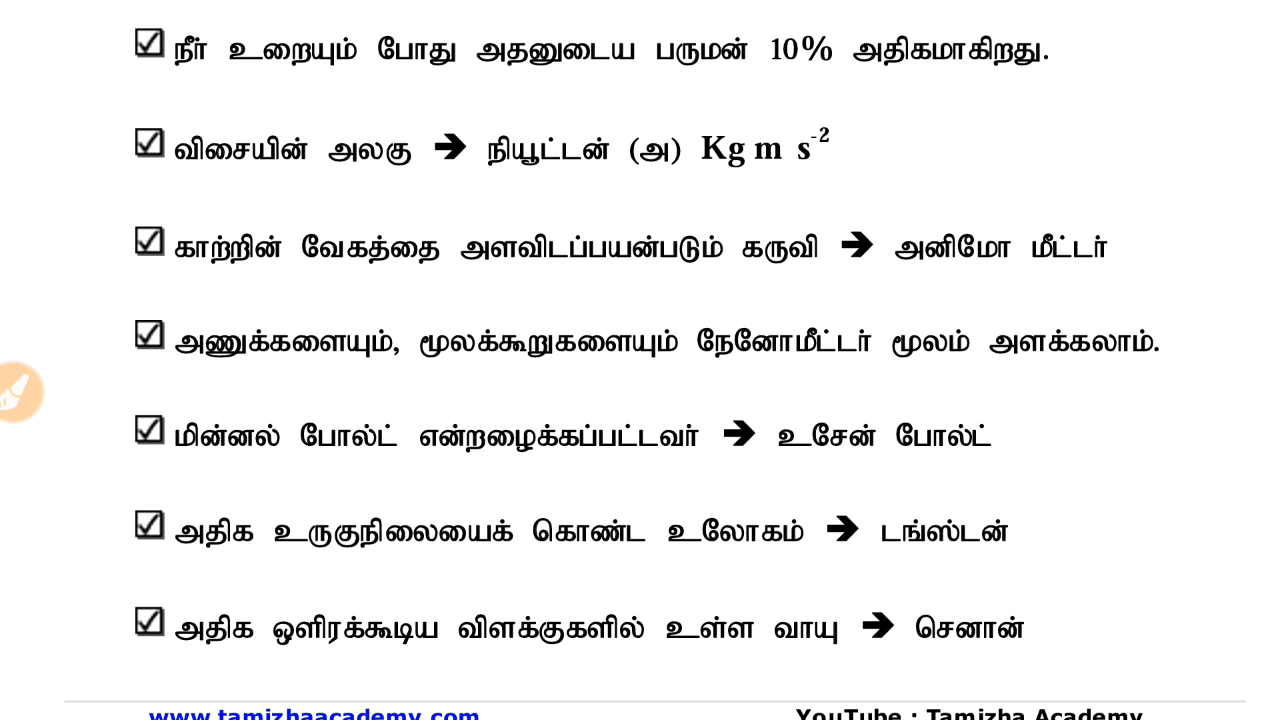 ☑ நீர் உறையும் போது அதனுடைய பருமன் 10% அதிகமாகிறது.
☑ விசையின் அலகு ➔ நியூட்டன் (அ) Kg m s⁻²
☑ காற்றின் வேகத்தை அளவிடப்பயன்படும் கருவி ➔ அனிமோ மீட்டர்
☑ அணுக்களையும், மூலக்கூறுகளையும் நேனோமீட்டர் மூலம் அளக்கலாம்.
☑ மின்னல் போல்ட் என்றழைக்கப்பட்டவர் ➔ உசேன் போல்ட்
☑ அதிக உருகுநிலையைக் கொண்ட உலோகம் ➔ டங்ஸ்டன்
☑ அதிக ஒளிரக்கூடிய விளக்குகளில் உள்ள வாயு ➔ செனான்
www.tamizhaacademy.com YouTube : Tamizha Academy